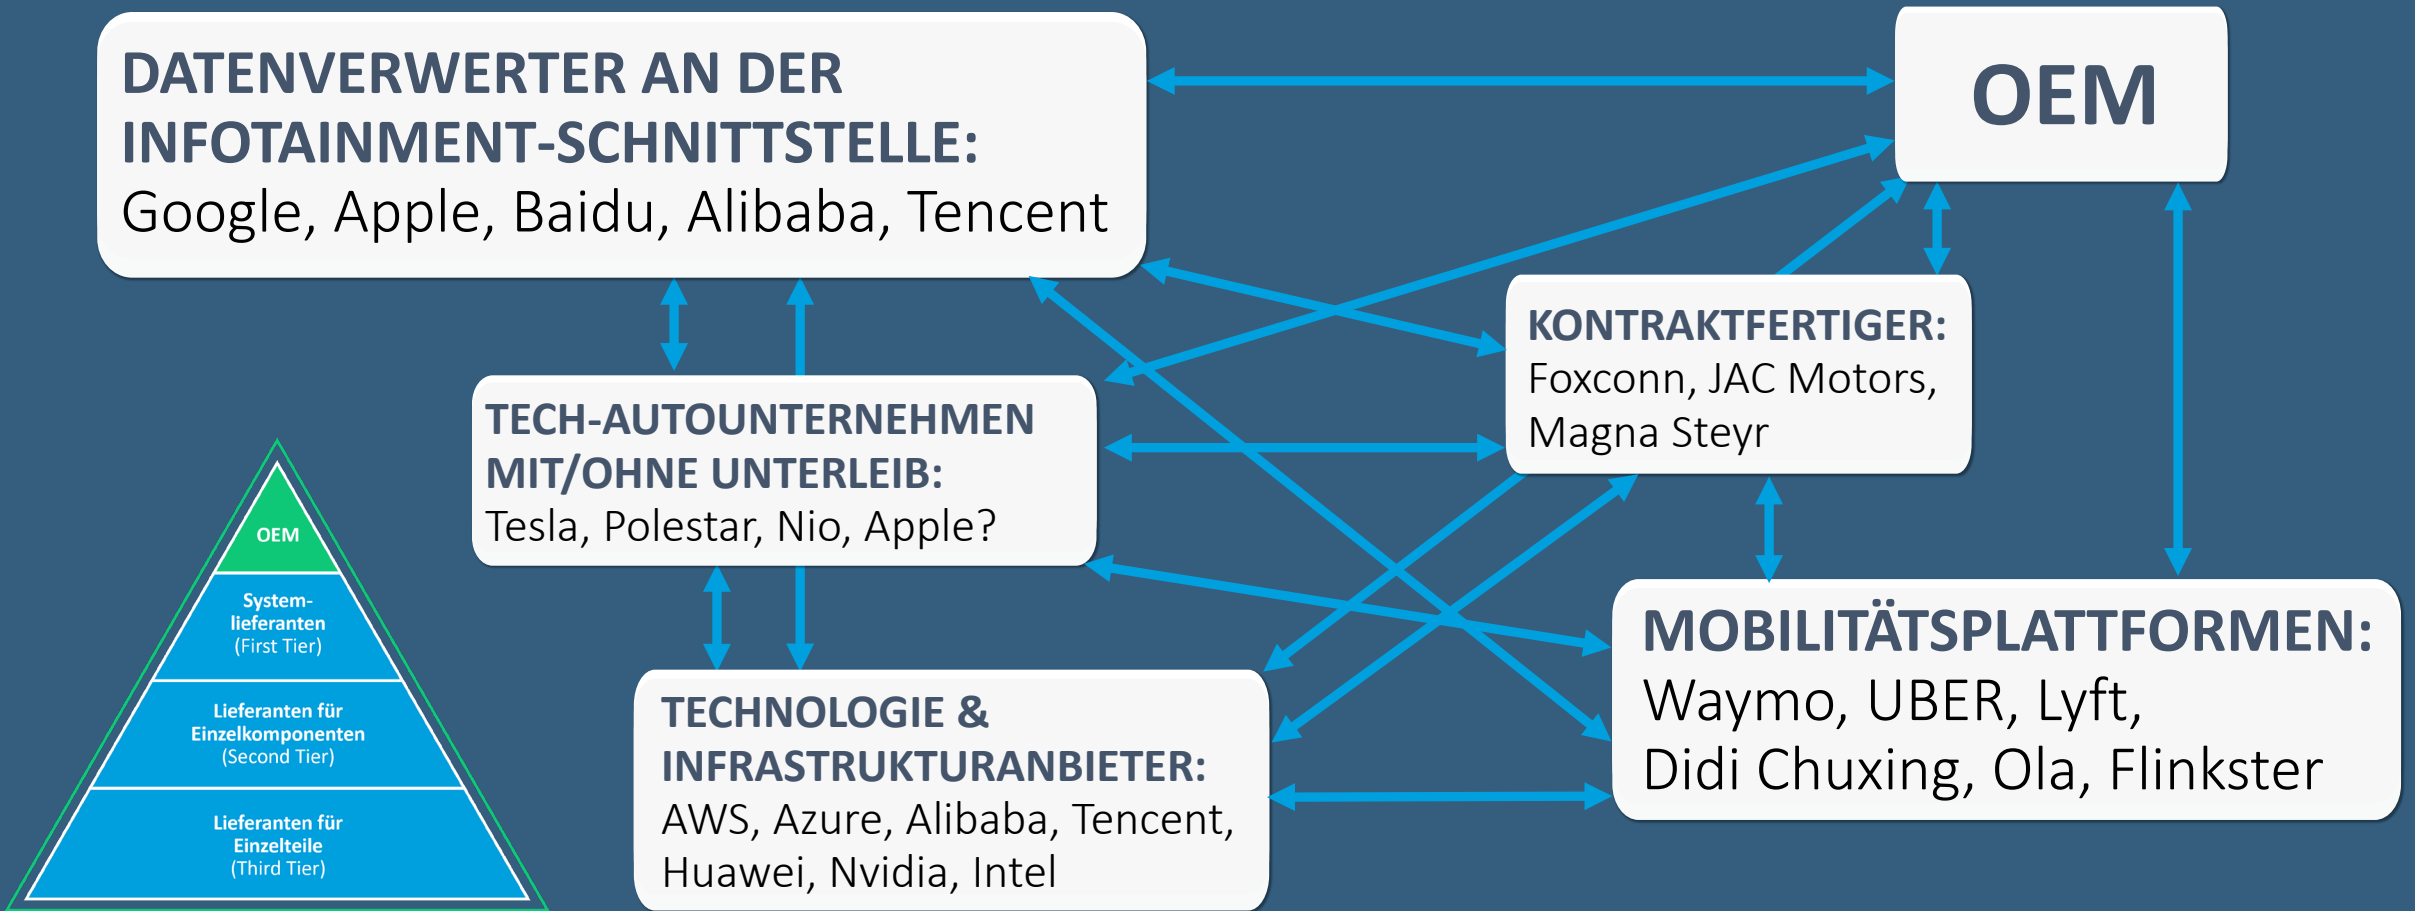 DATENVERWERTER AN DER
INFOTAINMENT-SCHNITTSTELLE:
Google, Apple, Baidu, Alibaba, Tencent
OEM
KONTRAKTFERTIGER:
Foxconn, JAC Motors,
Magna Steyr
TECH-AUTOUNTERNEHMEN
MIT/OHNE UNTERLEIB:
Tesla, Polestar, Nio, Apple?
MOBILITÄTSPLATTFORMEN:
Waymo, UBER, Lyft,
Didi Chuxing, Ola, Flinkster
TECHNOLOGIE &
INFRASTRUKTURANBIETER:
AWS, Azure, Alibaba, Tencent,
Huawei, Nvidia, Intel
OEM
System-
lieferanten
(First Tier)
Lieferanten für
Einzelkomponenten
(Second Tier)
Lieferanten für
Einzelteile
(Third Tier)